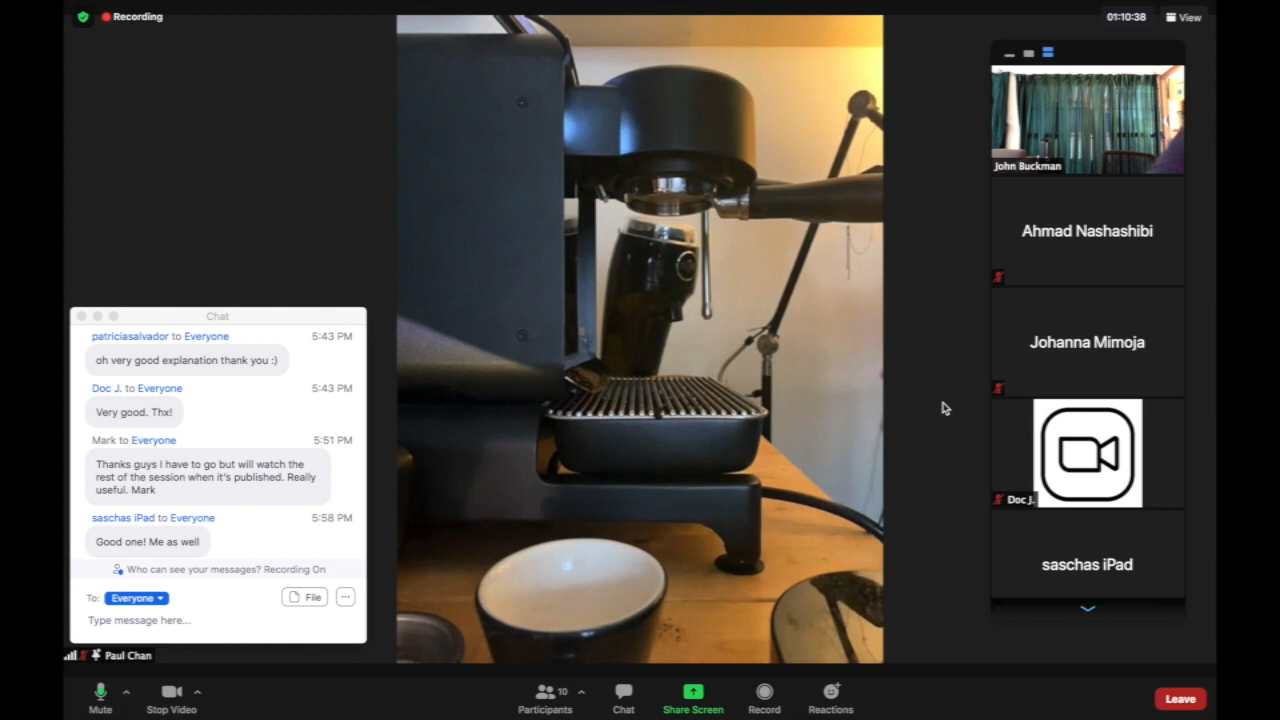 Recording
01:10:38
View
John Buckman
Ahmad Nashashibi
Johanna Mimoja
Doc J.
saschas iPad
Chat
patriciasalvador to Everyone 5:43 PM
oh very good explanation thank you :)
Doc J. to Everyone 5:43 PM
Very good. Thx!
Mark to Everyone 5:51 PM
Thanks guys I have to go but will watch the
rest of the session when it's published. Really
useful. Mark
saschas iPad to Everyone 5:58 PM
Good one! Me as well
Who can see your messages? Recording On
To: Everyone File
Type message here...
Paul Chan
Mute
Stop Video
Participants 10
Chat
Share Screen
Record
Reactions
Leave